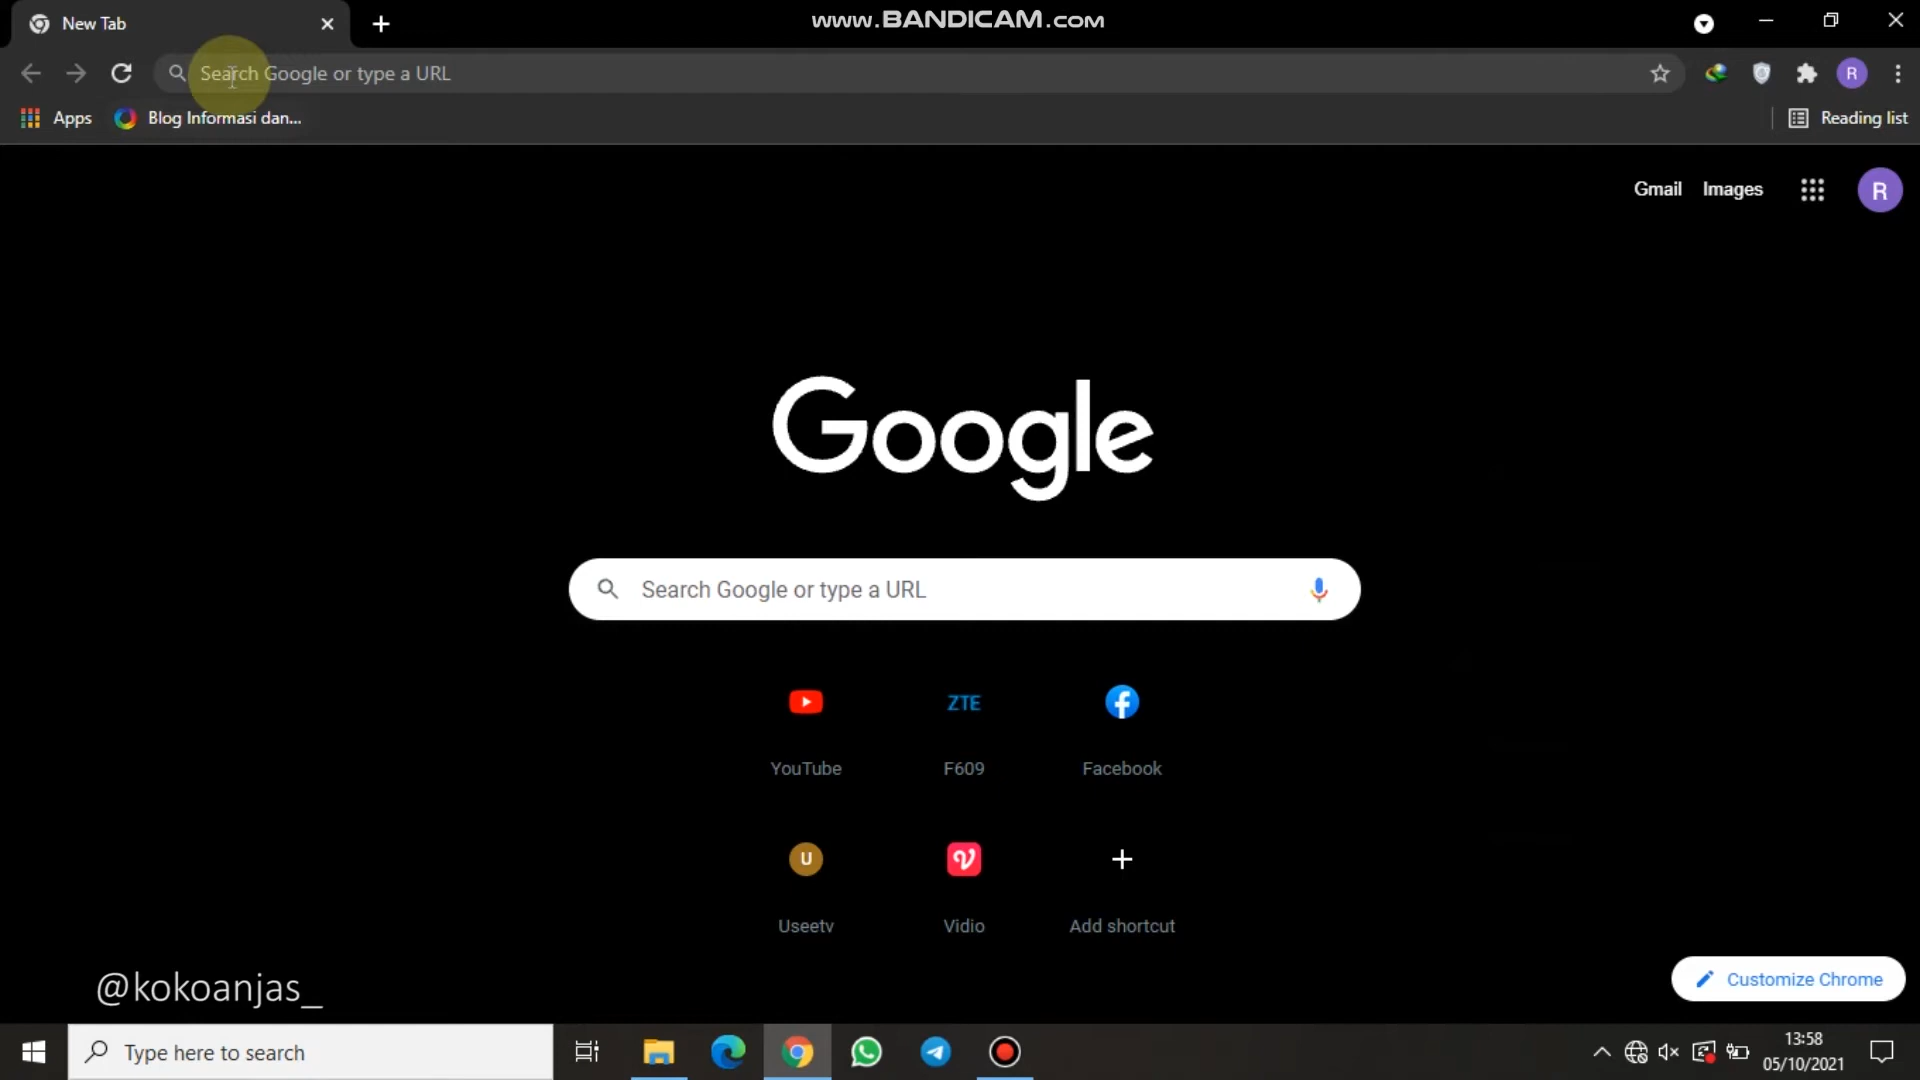 New Tab
www.BANDICAM.com
Search Google or type a URL
R
Apps
Blog Informasi dan...
Reading list
Gmail
Images
R
Google
Search Google or type a URL
ZTE
YouTube
F609
Facebook
U
Useetv
Vidio
Add shortcut
@kokoanjas_
Customize Chrome
Type here to search
13:58
05/10/2021